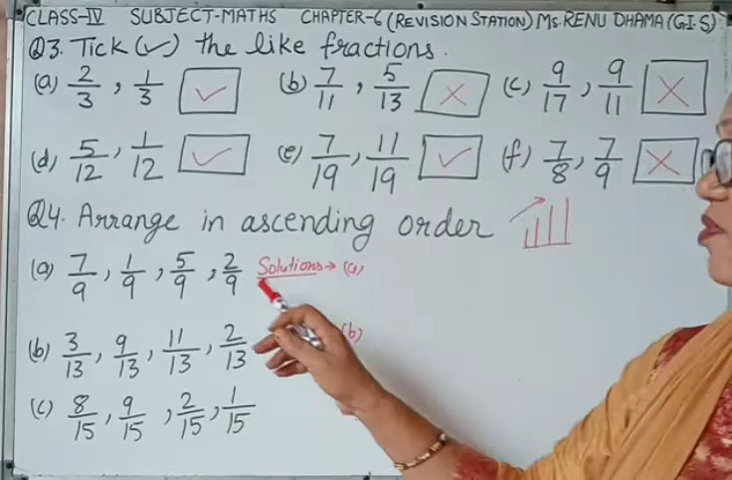 CLASS-IV SUBJECT-MATHS CHAPTER-6 (REVISION STATION) MS. RENU DHAMA (G.I.S)
Q3. Tick (✓) the like fractions.
(a) 2/3, 1/3 ✓ (b) 7/11, 5/13 × (c) 9/17, 9/11 ×
(d) 5/12, 1/12 ✓ (e) 7/19, 11/19 ✓ (f) 7/8, 7/9 ×
Q4. Arrange in ascending order
(a) 7/9, 1/9, 5/9, 2/9 Solutions → (a)
(b) 3/13, 9/13, 11/13, 2/13 (b)
(c) 8/15, 9/15, 2/15, 1/15